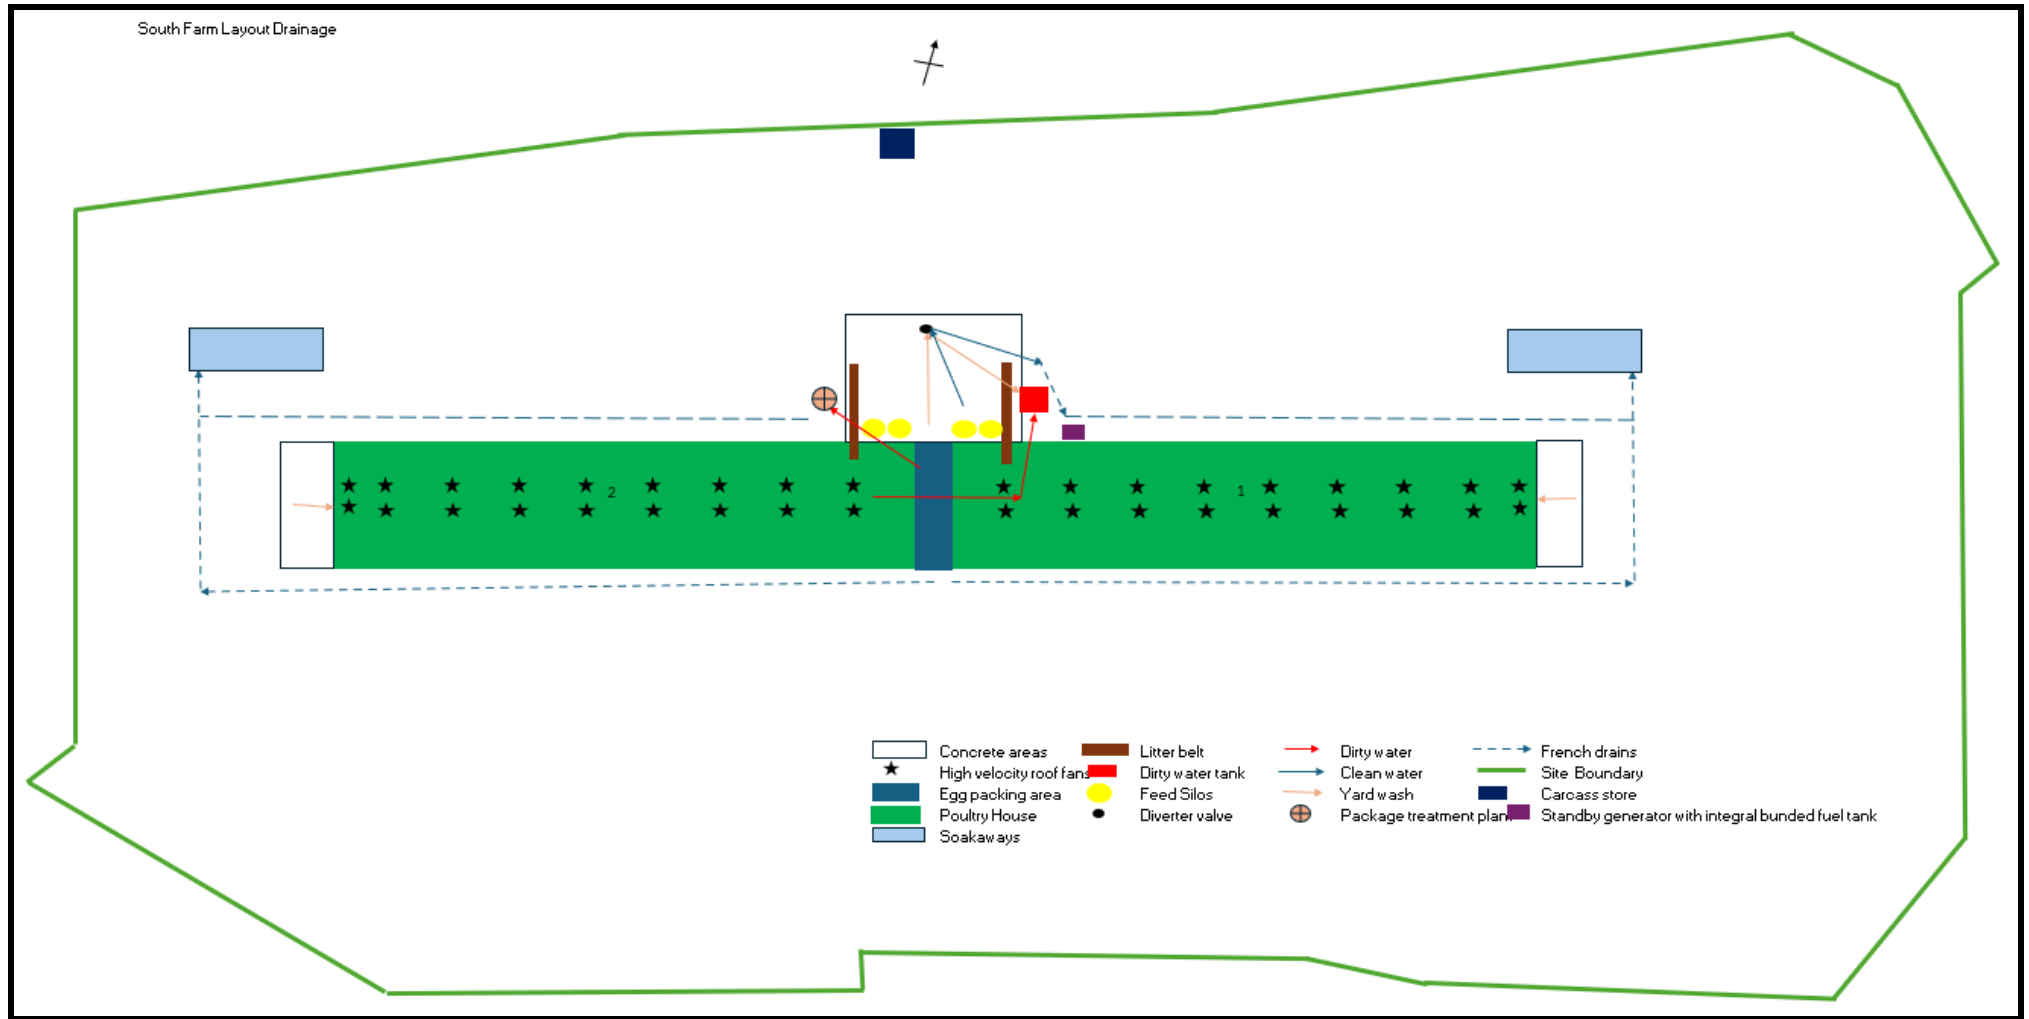 South Farm Layout Drainage
2
1
Concrete areas
Litter belt
Dirty water
French drains
High velocity roof fans
Dirty water tank
Clean water
Site Boundary
Egg packing area
Feed Silos
Yard wash
Carcass store
Poultry House
Diverter valve
Package treatment plant
Standby generator with integral bunded fuel tank
Soakaways